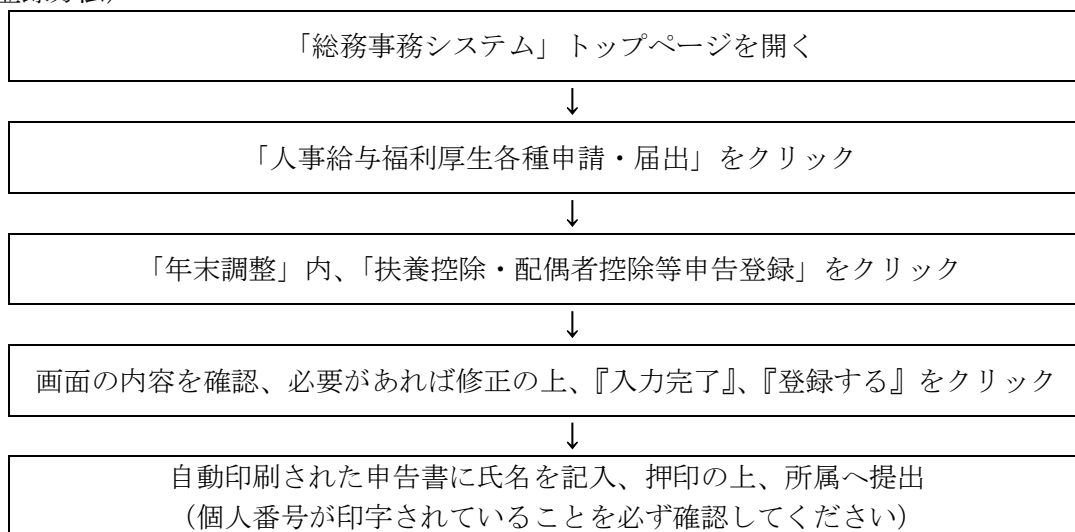 「総務事務システム」トップページを開く
↓
「人事給与福利厚生各種申請・届出」をクリック
↓
「年末調整」内、「扶養控除・配偶者控除等申告登録」をクリック
↓
画面の内容を確認、必要があれば修正の上、『入力完了』、『登録する』をクリック
↓
自動印刷された申告書に氏名を記入、押印の上、所属へ提出
（個人番号が印字されていることを必ず確認してください）